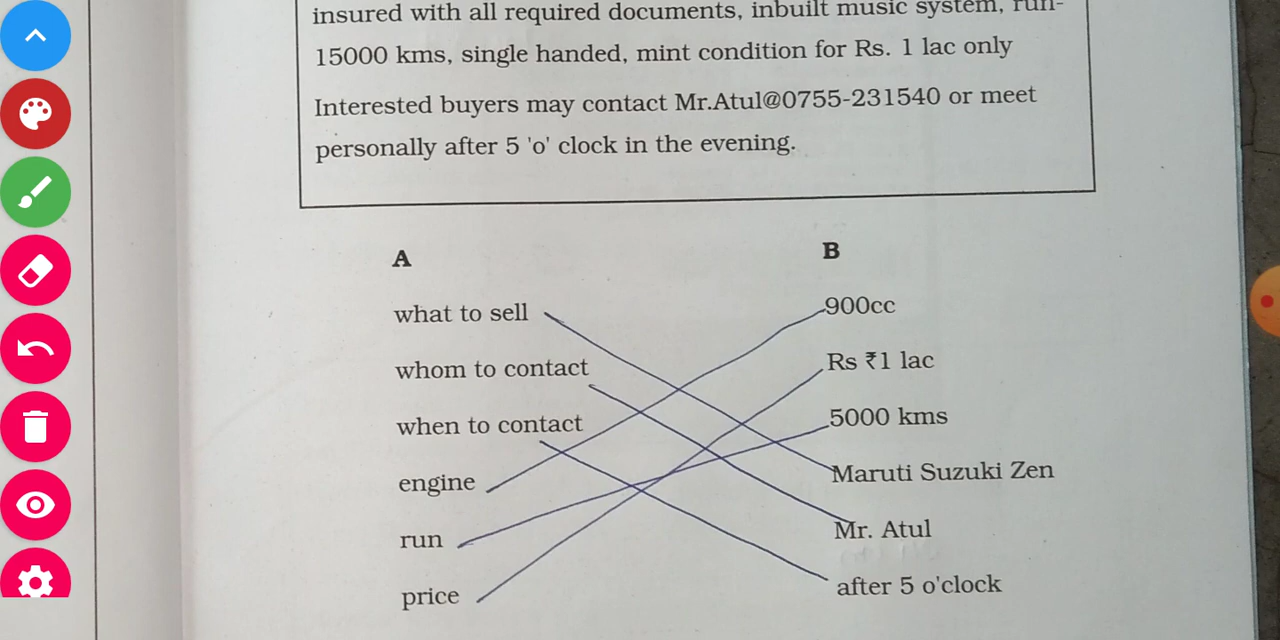 insured with all required documents, inbuilt music system, run-
15000 kms, single handed, mint condition for Rs. 1 lac only
Interested buyers may contact Mr.Atul@0755-231540 or meet
personally after 5 'o' clock in the evening.
A B
what to sell 900cc
whom to contact Rs ₹1 lac
when to contact 5000 kms
engine Maruti Suzuki Zen
run Mr. Atul
price after 5 o'clock